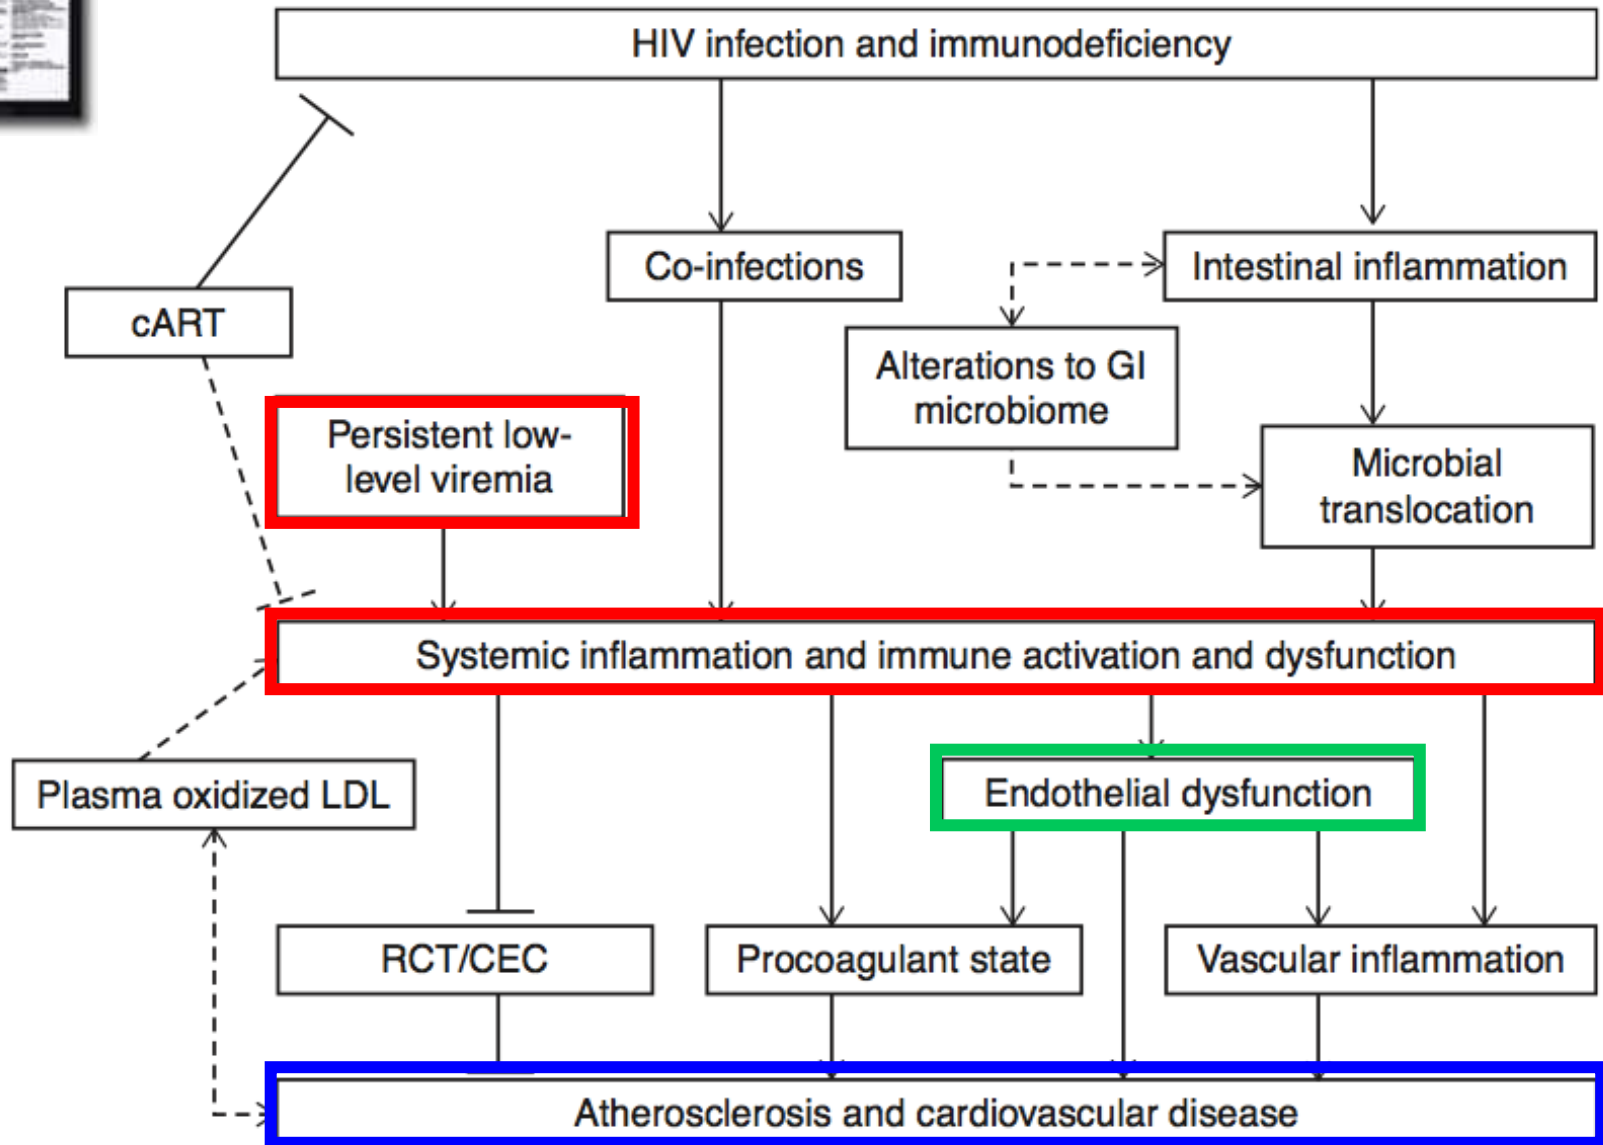 HIV infection and immunodeficiency
Co-infections
Intestinal inflammation
cART
Alterations to GI
microbiome
Persistent low-
level viremia
Microbial
translocation
Systemic inflammation and immune activation and dysfunction
Plasma oxidized LDL
Endothelial dysfunction
RCT/CEC
Procoagulant state
Vascular inflammation
Atherosclerosis and cardiovascular disease